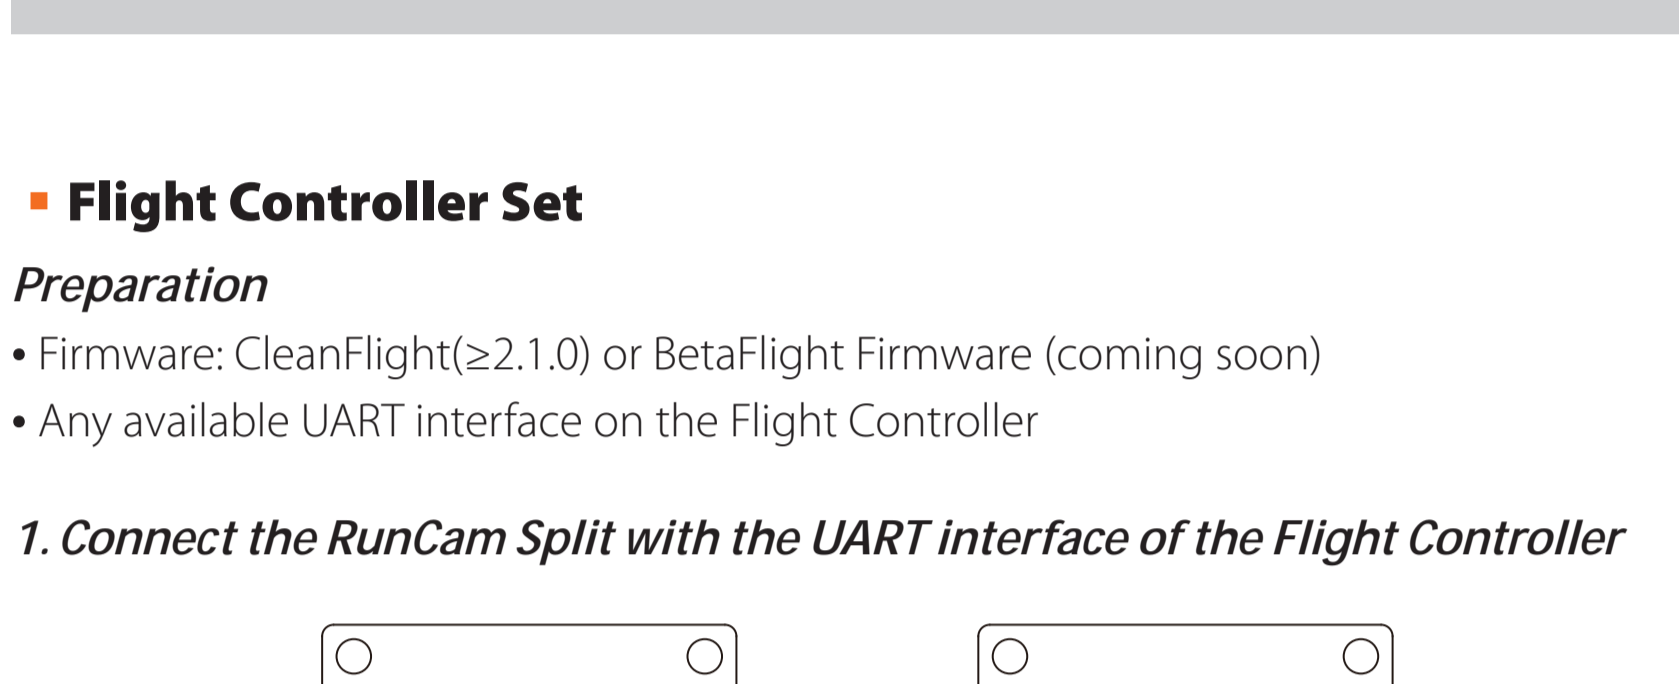 Flight Controller Set
Preparation
• Firmware: CleanFlight(≥2.1.0) or BetaFlight Firmware (coming soon)
• Any available UART interface on the Flight Controller
1. Connect the RunCam Split with the UART interface of the Flight Controller